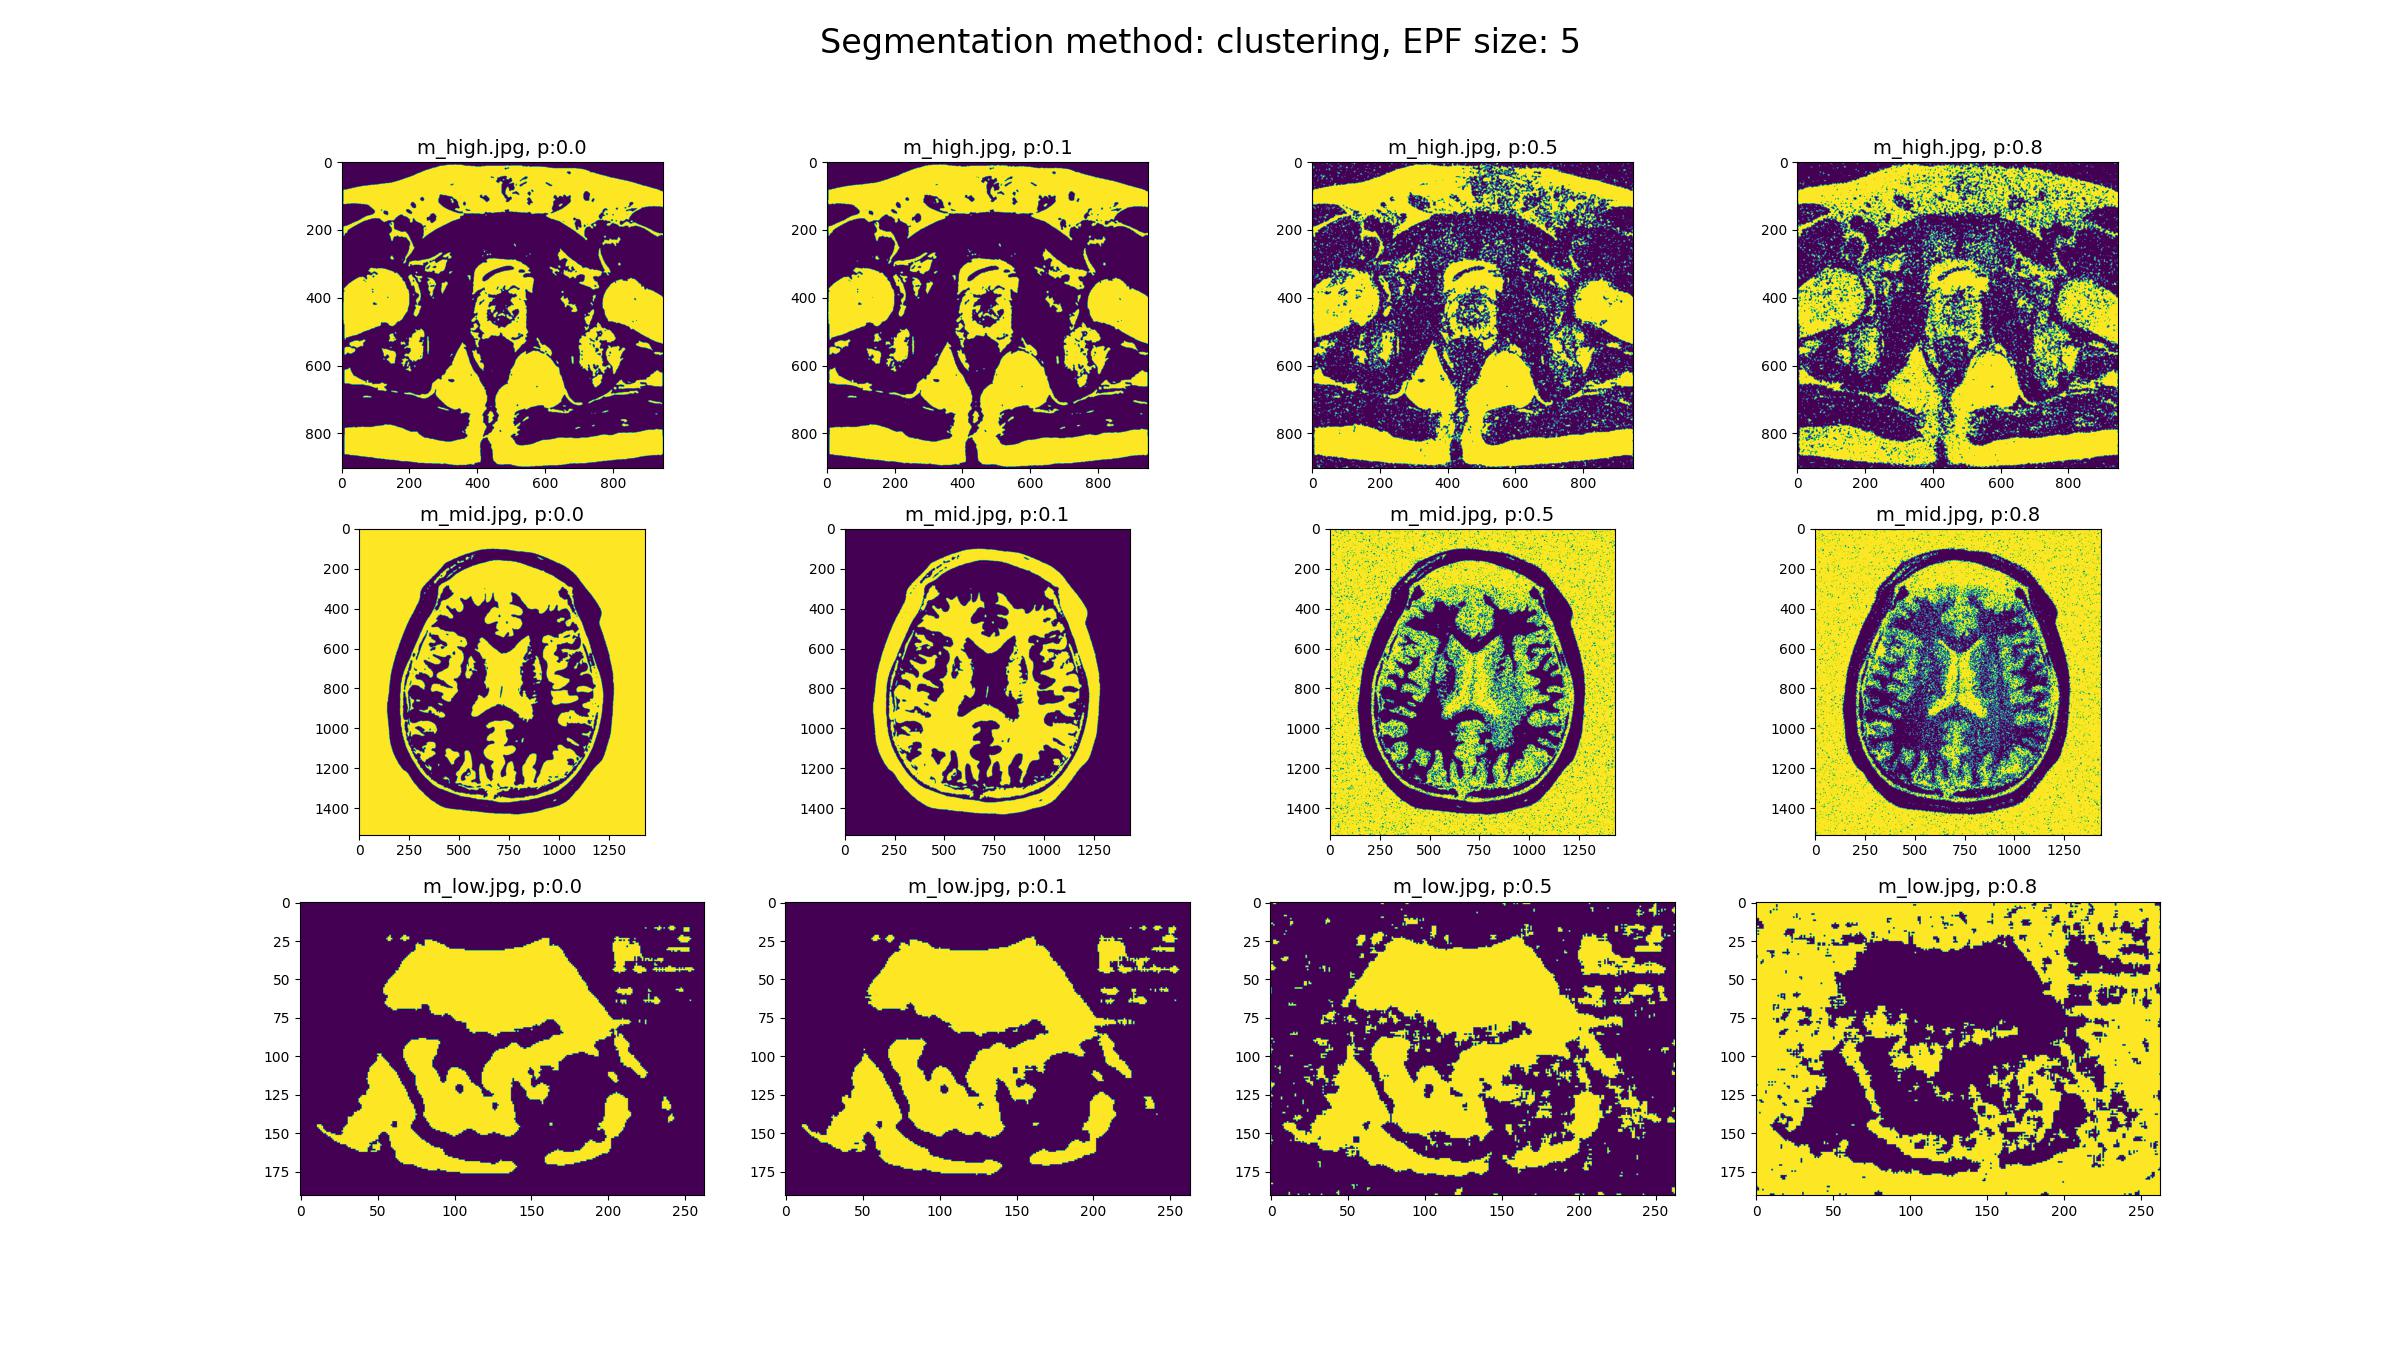 Segmentation method: clustering, EPF size: 5
m_high.jpg, p:0.0 m_high.jpg, p:0.1 m_high.jpg, p:0.5 m_high.jpg, p:0.8
0 0 0 0
200 200 200 200
400 400 400 400
600 600 600 600
800 800 800 800
0 200 400 600 800 0 200 400 600 800 0 200 400 600 800 0 200 400 600 800
m_mid.jpg, p:0.0 m_mid.jpg, p:0.1 m_mid.jpg, p:0.5 m_mid.jpg, p:0.8
0 0 0 0
200 200 200 200
400 400 400 400
600 600 600 600
800 800 800 800
1000 1000 1000 1000
1200 1200 1200 1200
1400 1400 1400 1400
0 250 500 750 1000 1250 0 250 500 750 1000 1250 0 250 500 750 1000 1250 0 250 500 750 1000 1250
m_low.jpg, p:0.0 m_low.jpg, p:0.1 m_low.jpg, p:0.5 m_low.jpg, p:0.8
0 0 0 0
25 25 25 25
50 50 50 50
75 75 75 75
100 100 100 100
125 125 125 125
150 150 150 150
175 175 175 175
0 50 100 150 200 250 0 50 100 150 200 250 0 50 100 150 200 250 0 50 100 150 200 250